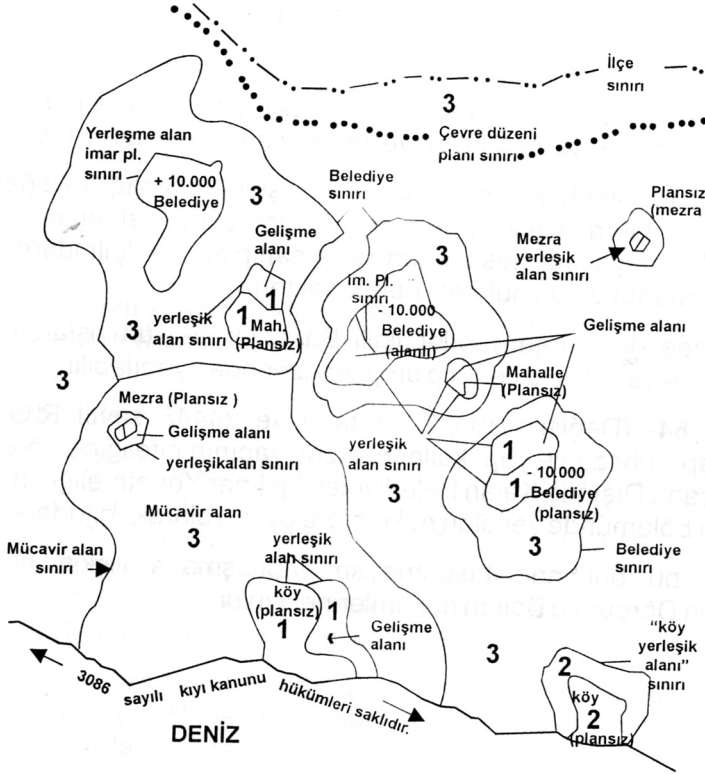 İlçe
sınırı
3
Çevre düzeni
planı sınırı
Yerleşme alan
imar pl.
sınırı
+ 10.000
Belediye
3
Belediye
sınırı
Plansız
(mezra
Gelişme
alanı
3
Mezra
yerleşik
alan sınırı
im. Pl.
sınırı
- 10.000
Belediye
(alanlı)
1
1
Mah.
(Plansız)
3
yerleşik
alan sınırı
Gelişme alanı
3
Mahalle
(Plansız)
Mezra (Plansız )
Gelişme alanı
yerleşikalan sınırı
yerleşik
alan sınırı
1
1
- 10.000
Belediye
(plansız)
3
3
Mücavir alan
3
Mücavir alan
sınırı
yerleşik
alan sınırı
Belediye
sınırı
köy
(plansız)
1
1
Gelişme
alanı
3
"köy
yerleşik
alanı"
sınırı
2
köy
2
(plansız)
3086 sayılı kıyı kanunu hükümleri saklıdır.
DENİZ